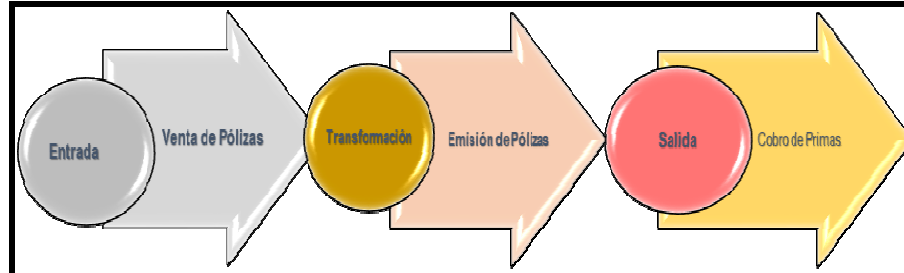 Entrada
Venta de Pólizas
Transformación
Emisión de Pólizas
Salida
Cobro de Primas